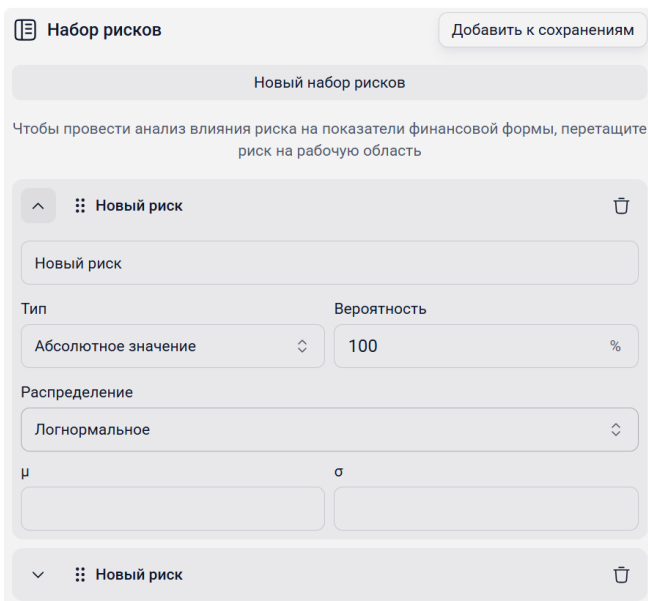 Набор рисков
Добавить к сохранениям
Новый набор рисков
Чтобы провести анализ влияния риска на показатели финансовой формы, перетащите
риск на рабочую область
Новый риск
Новый риск
Тип
Вероятность
Абсолютное значение
100
%
Распределение
Логнормальное
μ
σ
Новый риск